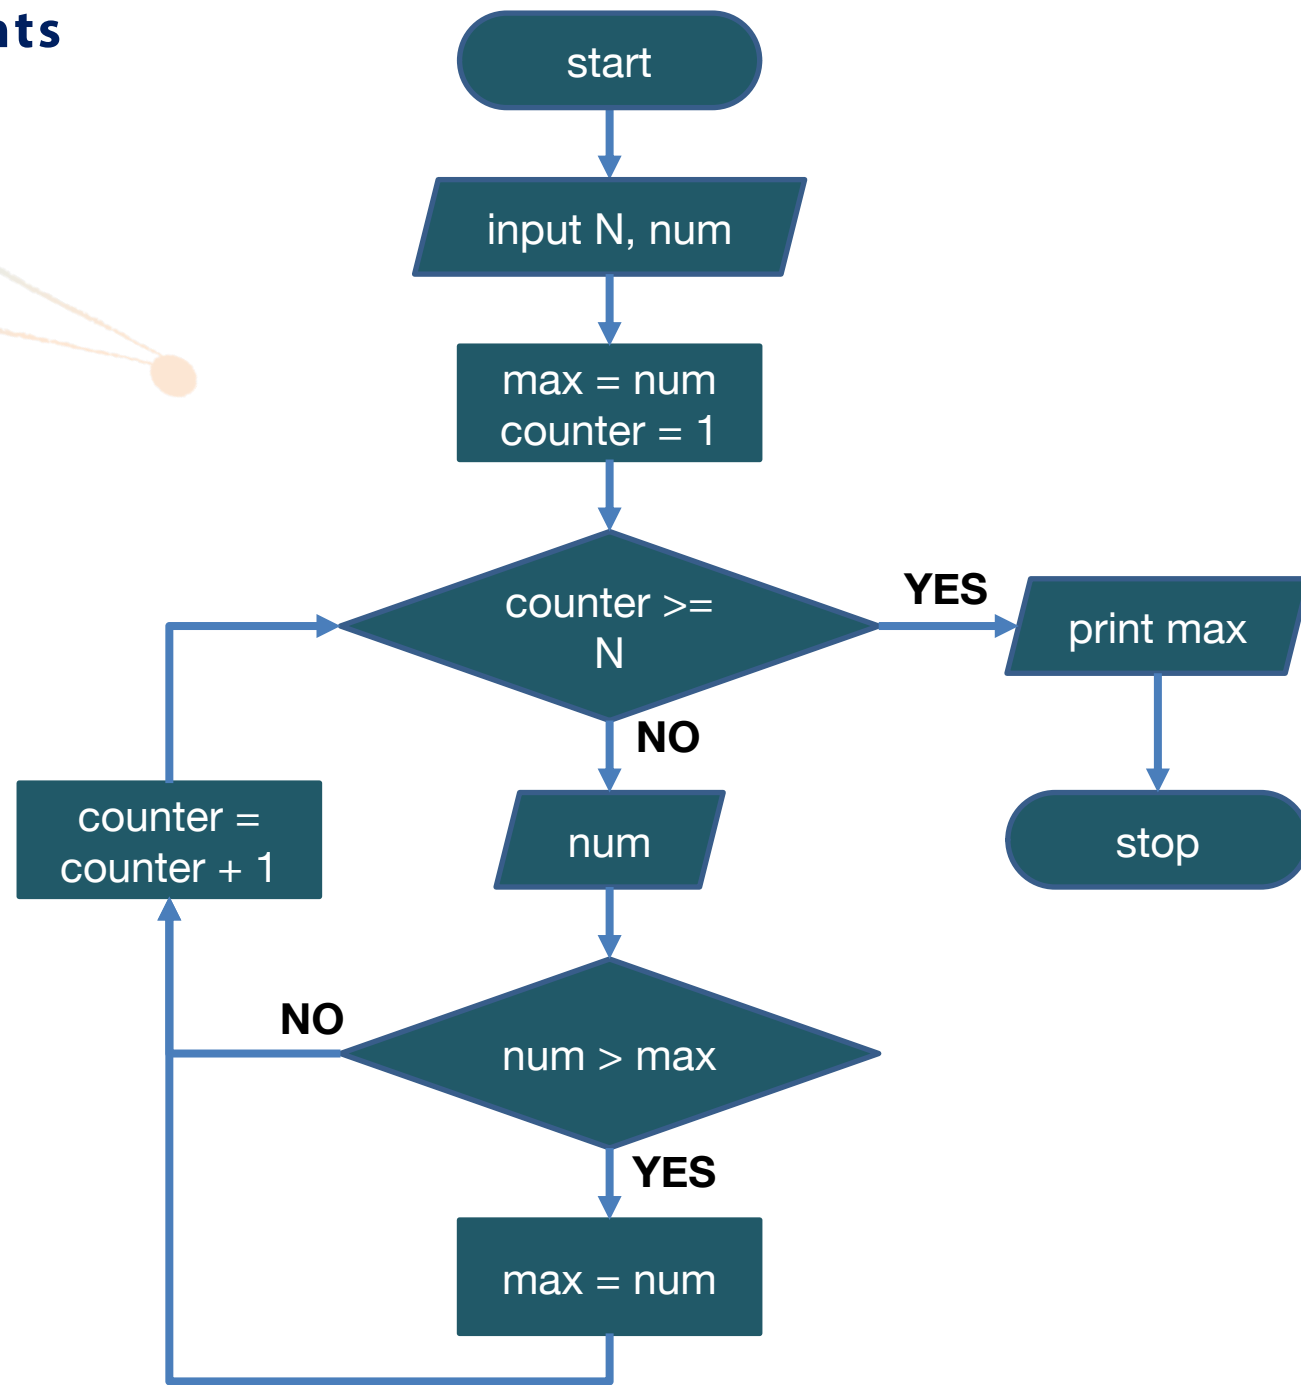 start
input N, num
max = num
counter = 1
counter >=
N
YES
print max
NO
counter =
counter + 1
num
stop
NO
num > max
YES
max = num